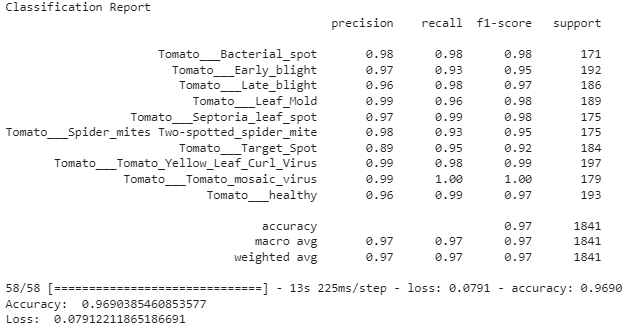 Classification Report
precision recall f1-score support
Tomato___Bacterial_spot 0.98 0.98 0.98 171
Tomato___Early_blight 0.97 0.93 0.95 192
Tomato___Late_blight 0.96 0.98 0.97 186
Tomato___Leaf_Mold 0.99 0.96 0.98 189
Tomato___Septoria_leaf_spot 0.97 0.99 0.98 175
Tomato___Spider_mites Two-spotted_spider_mite 0.98 0.93 0.95 175
Tomato___Target_Spot 0.89 0.95 0.92 184
Tomato___Tomato_Yellow_Leaf_Curl_Virus 0.99 0.98 0.99 197
Tomato___Tomato_mosaic_virus 0.99 1.00 1.00 179
Tomato___healthy 0.96 0.99 0.97 193
accuracy 0.97 1841
macro avg 0.97 0.97 0.97 1841
weighted avg 0.97 0.97 0.97 1841
58/58 [==============================] - 13s 225ms/step - loss: 0.0791 - accuracy: 0.9690
Accuracy: 0.9690385460853577
Loss: 0.07912211865186691